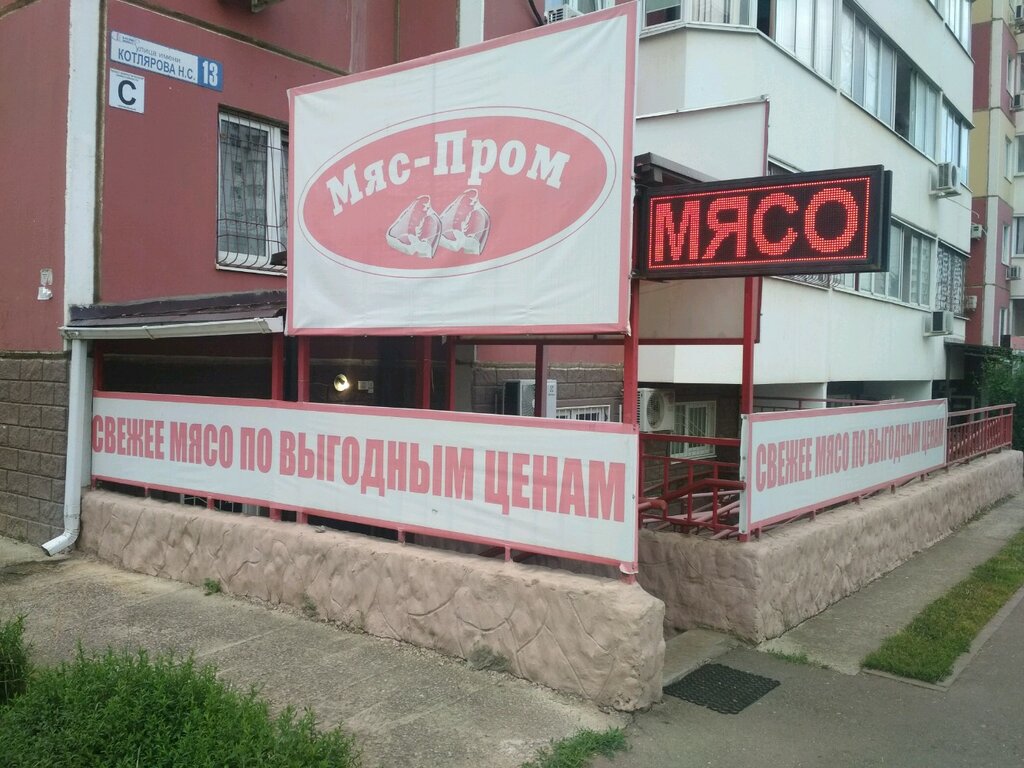 улица имени
КОТЛЯРОВА Н.С. 13
С
Мяс-Пром
МЯСО
СВЕЖЕЕ МЯСО ПО ВЫГОДНЫМ ЦЕНАМ
СВЕЖЕЕ МЯСО ПО ВЫГОДНЫМ ЦЕНАМ